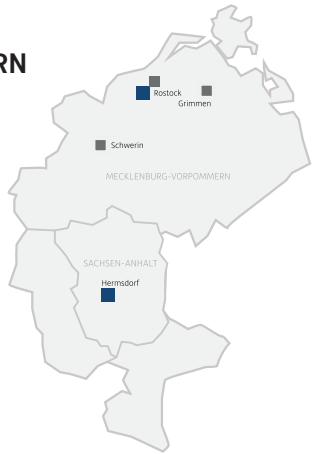 RN
Rostock
Grimmen
Schwerin
MECKLENBURG-VORPOMMERN
SACHSEN-ANHALT
Hermsdorf